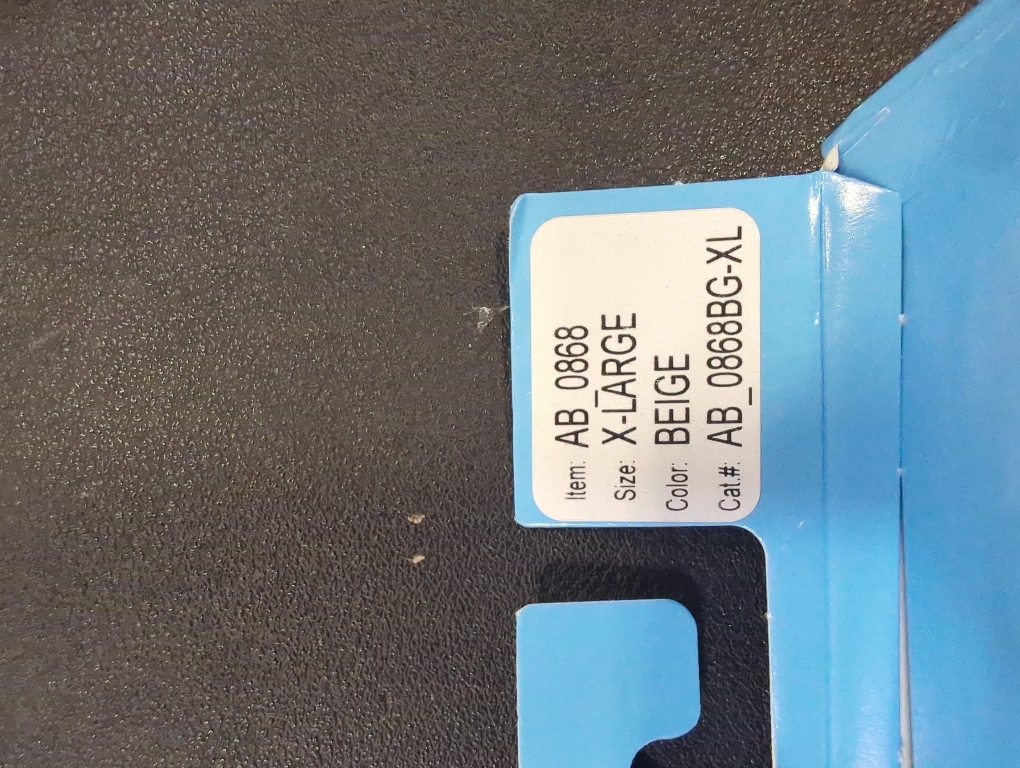 Item: AB_0868
Size: X-LARGE
Color: BEIGE
Cat.#: AB_0868BG-XL